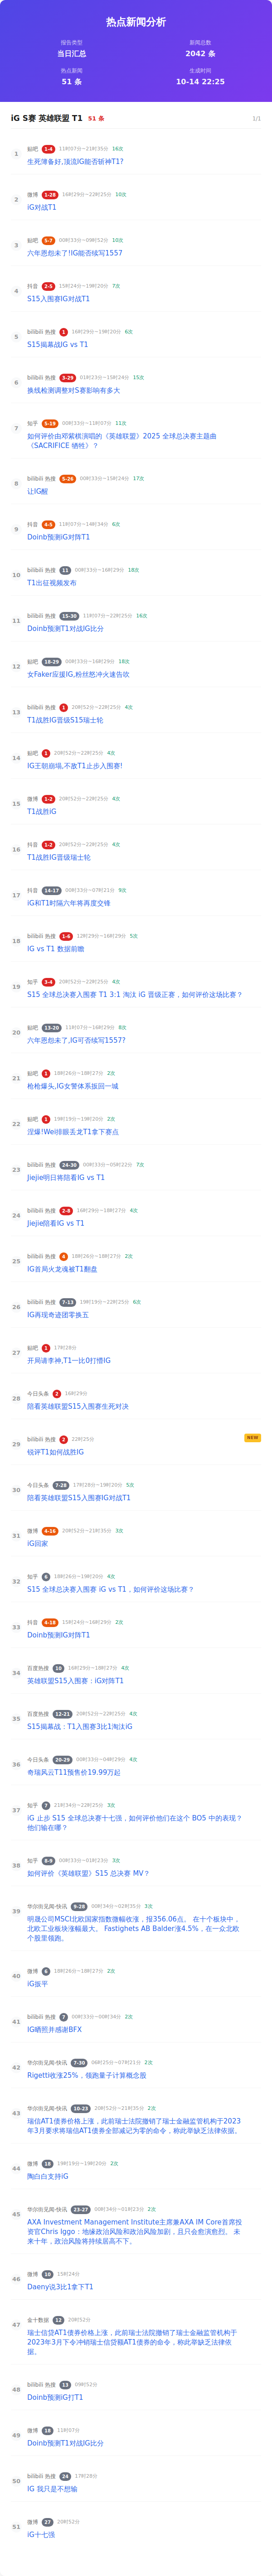 热点新闻分析
报告类型
新闻总数
当日汇总
2042 条
热点新闻
生成时间
51 条
10-14 22:25
iG S赛 英雄联盟 T1 51 条
1/1
1
贴吧 1-4 11时07分~21时35分 16次
生死簿备好,顶流IG能否斩神T1?
2
微博 1-28 16时29分~22时25分 10次
iG对战T1
3
贴吧 5-7 00时33分~09时52分 10次
六年恩怨未了!IG能否续写1557
4
抖音 2-5 15时24分~19时20分 7次
S15入围赛IG对战T1
5
bilibili 热搜 1 16时29分~19时20分 6次
S15揭幕战IG vs T1
6
bilibili 热搜 3-29 01时23分~15时24分 15次
换线检测调整对S赛影响有多大
7
知乎 5-19 00时33分~11时07分 11次
如何评价由邓紫棋演唱的《英雄联盟》2025 全球总决赛主题曲
《SACRIFICE 牺牲》？
8
bilibili 热搜 5-26 00时33分~15时24分 17次
让IG醒
9
抖音 4-5 11时07分~14时34分 6次
Doinb预测iG对阵T1
10
bilibili 热搜 11 00时33分~16时29分 18次
T1出征视频发布
11
bilibili 热搜 15-30 11时07分~22时25分 16次
Doinb预测T1对战IG比分
12
贴吧 18-29 00时33分~16时29分 18次
女Faker应援IG,粉丝怒冲火速告吹
13
bilibili 热搜 1 20时52分~22时25分 4次
T1战胜IG晋级S15瑞士轮
14
贴吧 1 20时52分~22时25分 4次
IG王朝崩塌,不敌T1止步入围赛!
15
微博 1-2 20时52分~22时25分 4次
T1战胜iG
16
抖音 1-2 20时52分~22时25分 4次
T1战胜IG晋级瑞士轮
17
抖音 14-17 00时33分~07时21分 9次
iG和T1时隔六年将再度交锋
18
bilibili 热搜 1-6 12时29分~16时29分 5次
IG vs T1 数据前瞻
19
知乎 3-4 20时52分~22时25分 4次
S15 全球总决赛入围赛 T1 3:1 淘汰 iG 晋级正赛，如何评价这场比赛？
20
贴吧 13-20 11时07分~16时29分 8次
六年恩怨未了,IG可否续写1557?
21
贴吧 1 18时26分~18时27分 2次
枪枪爆头,IG女警体系扳回一城
22
贴吧 1 19时19分~19时20分 2次
涅爆!Wei排眼丢龙T1拿下赛点
23
bilibili 热搜 24-30 00时33分~05时22分 7次
Jiejie明日将陪看IG vs T1
24
bilibili 热搜 2-8 16时29分~18时27分 4次
Jiejie陪看IG vs T1
25
bilibili 热搜 4 18时26分~18时27分 2次
IG首局火龙魂被T1翻盘
26
bilibili 热搜 7-13 19时19分~22时25分 6次
IG再现奇迹团零换五
27
贴吧 1 17时28分
开局请李神,T1一比0打懵IG
28
今日头条 2 16时29分
陪看英雄联盟S15入围赛生死对决
29
bilibili 热搜 2 22时25分
NEW
锐评T1如何战胜IG
30
今日头条 7-28 17时28分~19时20分 5次
陪看英雄联盟S15入围赛IG对战T1
31
微博 4-16 20时52分~21时35分 3次
iG回家
32
知乎 6 18时26分~19时20分 4次
S15 全球总决赛入围赛 iG vs T1，如何评价这场比赛？
33
抖音 4-18 15时24分~16时29分 2次
Doinb预测IG对阵T1
34
百度热搜 10 16时29分~18时27分 4次
英雄联盟S15入围赛：iG对阵T1
35
百度热搜 12-21 20时52分~22时25分 4次
S15揭幕战：T1入围赛3比1淘汰iG
36
今日头条 20-29 00时33分~04时29分 4次
奇瑞风云T11预售价19.99万起
37
知乎 7 21时34分~22时25分 3次
iG 止步 S15 全球总决赛十七强，如何评价他们在这个 BO5 中的表现？
他们输在哪？
38
知乎 8-9 00时33分~01时23分 3次
如何评价《英雄联盟》S15 总决赛 MV？
39
华尔街见闻-快讯 9-28 00时34分~02时35分 3次
明晟公司MSCI北欧国家指数微幅收涨，报356.06点。 在十个板块中，
北欧工业板块涨幅最大。 Fastighets AB Balder涨4.5%，在一众北欧
个股里领跑。
40
微博 6 18时26分~18时27分 2次
iG扳平
41
bilibili 热搜 7 00时33分~00时34分 2次
IG晒照并感谢BFX
42
华尔街见闻-快讯 7-30 06时25分~07时21分 2次
Rigetti收涨25%，领跑量子计算概念股
43
华尔街见闻-快讯 10-23 20时52分~21时35分 2次
瑞信AT1债券价格上涨，此前瑞士法院撤销了瑞士金融监管机构于2023
年3月要求将瑞信AT1债券全部减记为零的命令，称此举缺乏法律依据。
44
微博 18 19时19分~19时20分 2次
陶白白支持iG
45
华尔街见闻-快讯 23-27 00时34分~01时23分 2次
AXA Investment Management Institute主席兼AXA IM Core首席投
资官Chris Iggo：地缘政治风险和政治风险加剧，且只会愈演愈烈。 未
来十年，政治风险将持续居高不下。
46
微博 10 15时24分
Daeny说3比1拿下T1
47
金十数据 12 20时52分
瑞士信贷AT1债券价格上涨，此前瑞士法院撤销了瑞士金融监管机构于
2023年3月下令冲销瑞士信贷额AT1债券的命令，称此举缺乏法律依
据。
48
bilibili 热搜 13 09时52分
Doinb预测IG打T1
49
微博 18 11时07分
Doinb预测T1对战IG比分
50
bilibili 热搜 24 17时28分
IG 我只是不想输
51
微博 27 20时52分
iG十七强